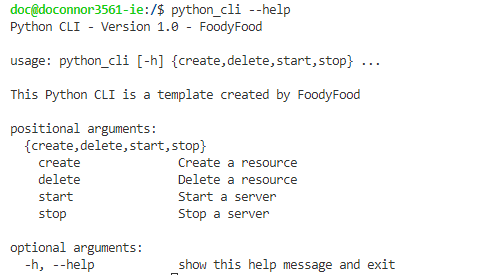 doc@doconnor3561-ie:/$ python_cli --help
Python CLI - Version 1.0 - FoodyFood
usage: python_cli [-h] {create,delete,start,stop} ...
This Python CLI is a template created by FoodyFood
positional arguments:
{create,delete,start,stop}
create Create a resource
delete Delete a resource
start Start a server
stop Stop a server
optional arguments:
-h, --help show this help message and exit